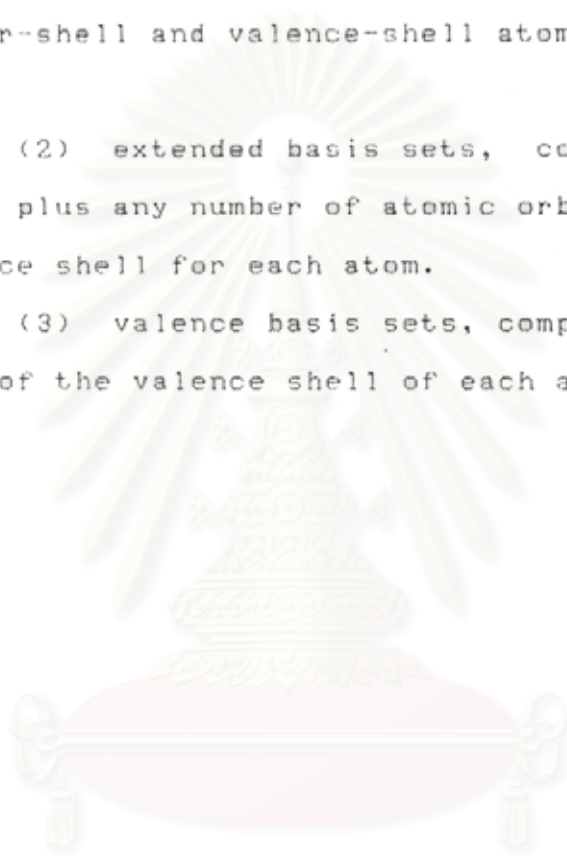 r-shell and valence-shell atom
(2) extended basis sets, co
plus any number of atomic orb
ce shell for each atom.
(3) valence basis sets, comp
of the valence shell of each a